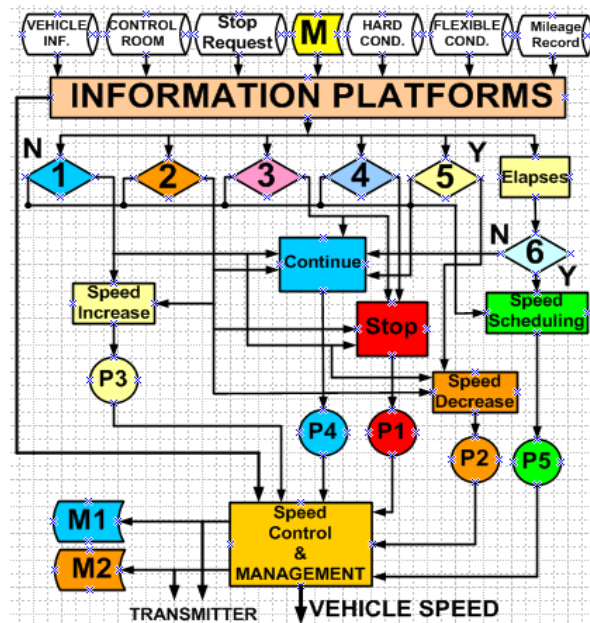 VEHICLE
INF.
CONTROL
ROOM
Stop
Request
M
HARD
COND.
FLEXIBLE
COND.
Mileage
Record
INFORMATION PLATFORMS
N
1
2
3
4
5
Y
Elapses
N
6
Y
Continue
Speed
Increase
Stop
Speed
Scheduling
Speed
Decrease
P3
P4
P1
P2
P5
Speed
Control
&
MANAGEMENT
M1
M2
TRANSMITTER
VEHICLE SPEED